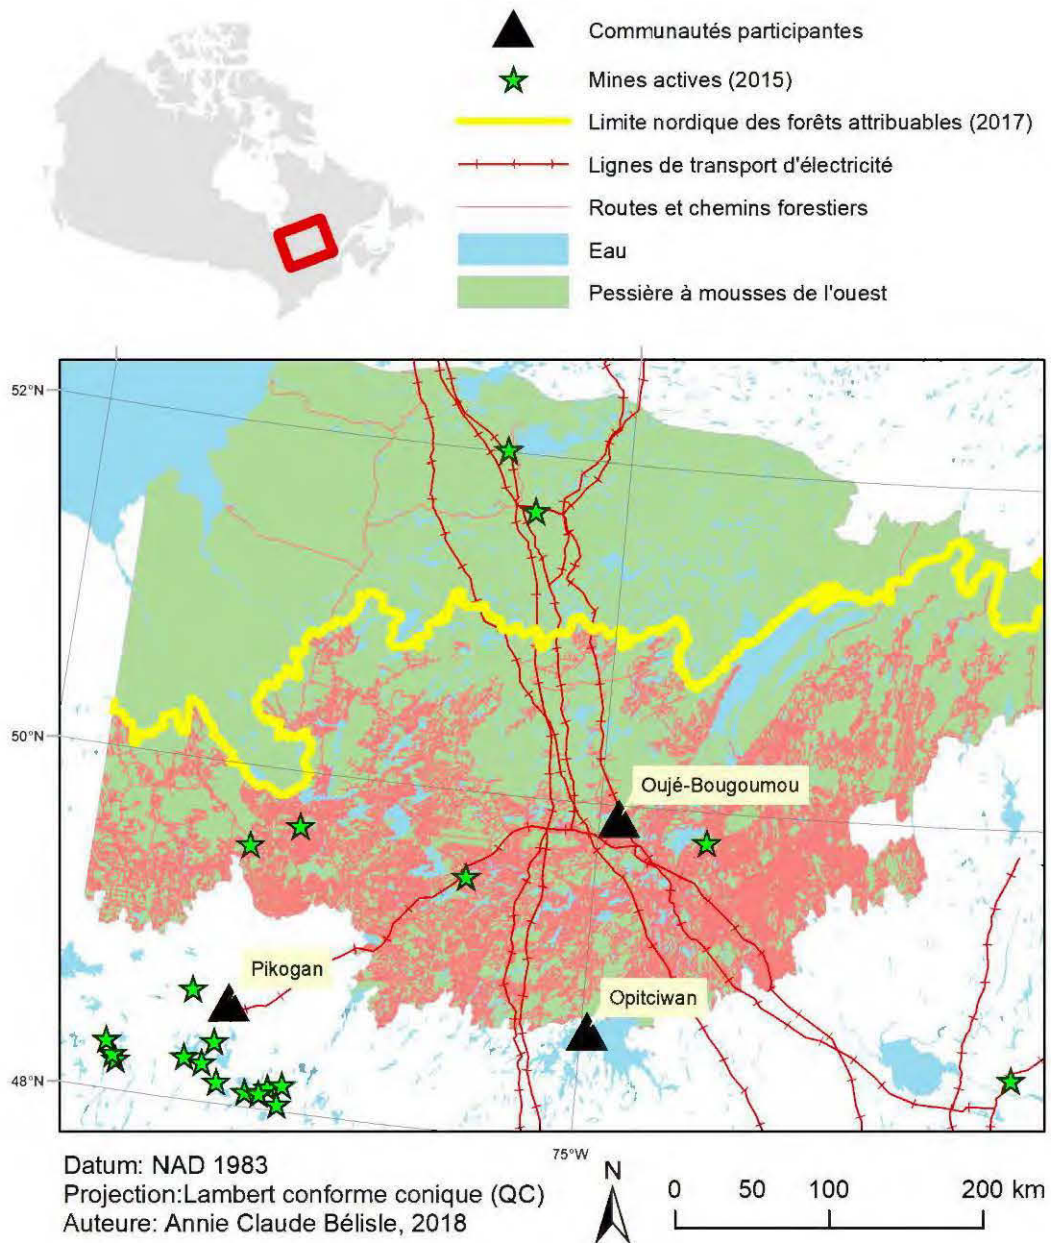 Communautés participantes
Mines actives (2015)
Limite nordique des forêts attribuables (2017)
Lignes de transport d'électricité
Routes et chemins forestiers
Eau
Pessière à mousses de l'ouest
52°N
50°N
Oujé-Bougoumou
Pikogan
Opitciwan
48°N
75°W
Datum: NAD 1983
Projection:Lambert conforme conique (QC)
Auteure: Annie Claude Bélisle, 2018
N
0 50 100 200 km